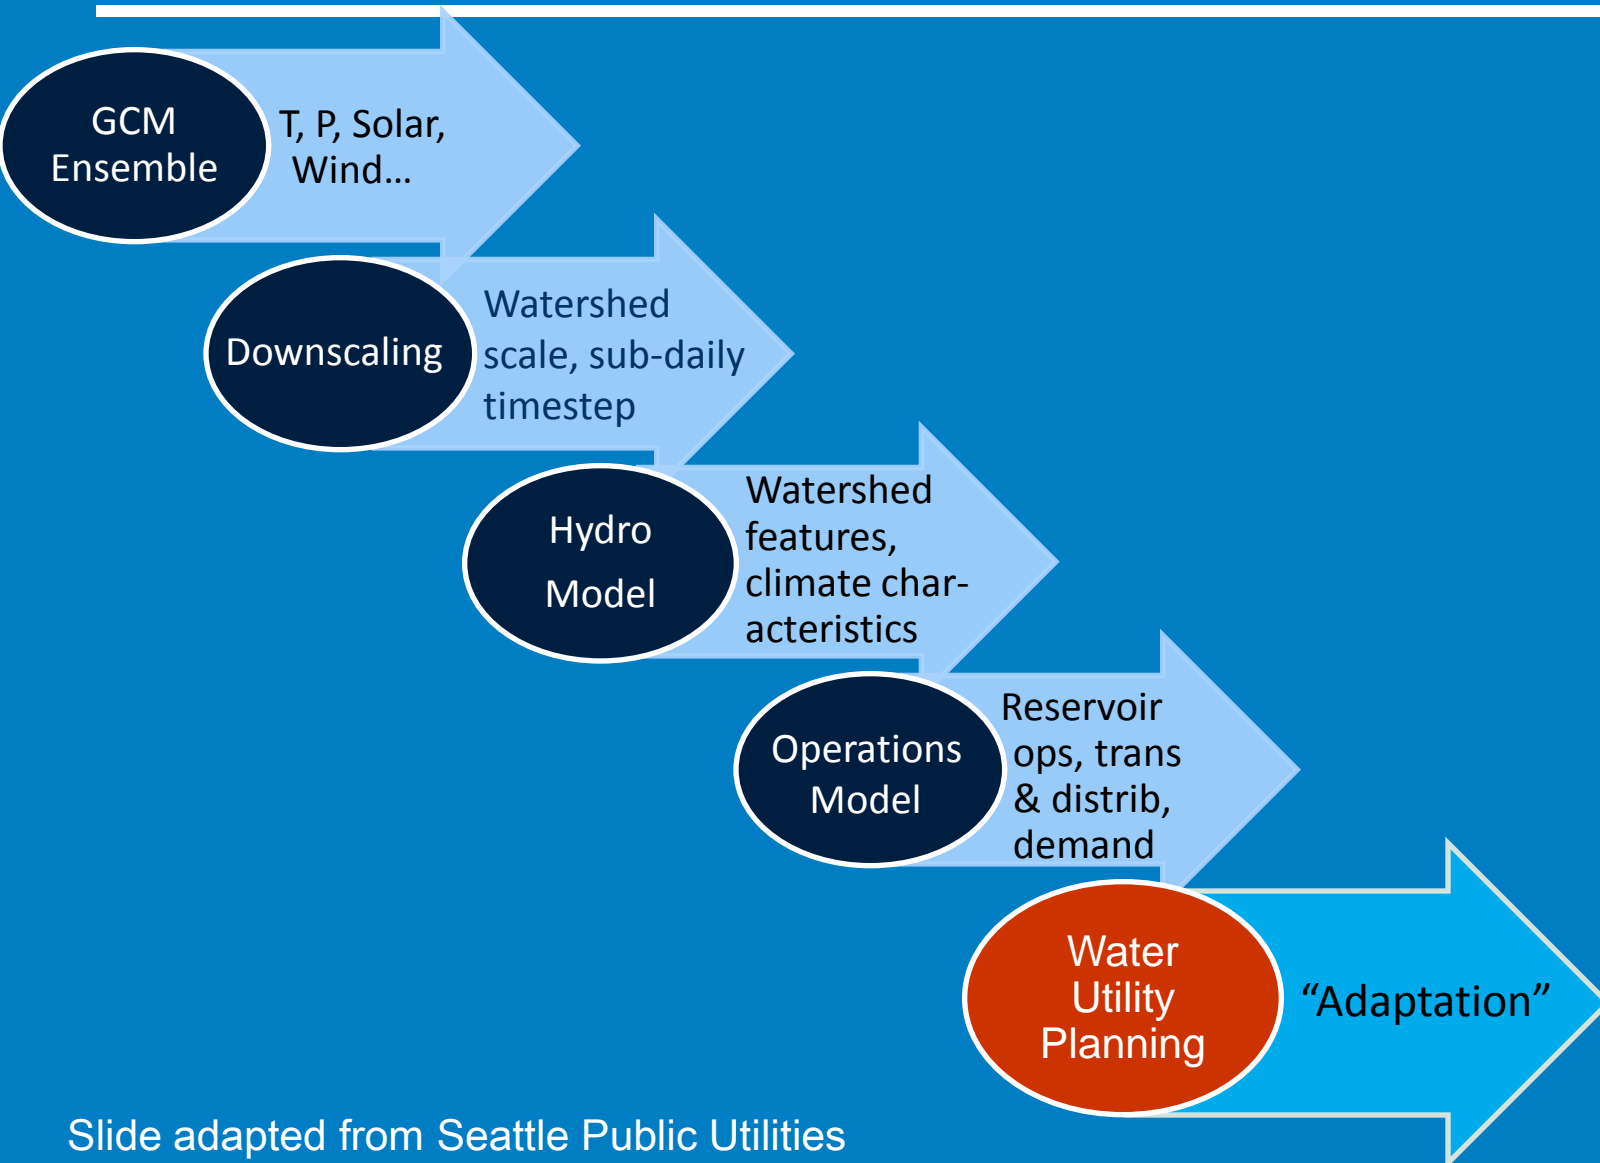 GCM
Ensemble
T, P, Solar,
Wind...
Downscaling
Watershed
scale, sub-daily
timestep
Hydro
Model
Watershed
features,
climate char-
acteristics
Operations
Model
Reservoir
ops, trans
& distrib,
demand
Water
Utility
Planning
“Adaptation”
Slide adapted from Seattle Public Utilities